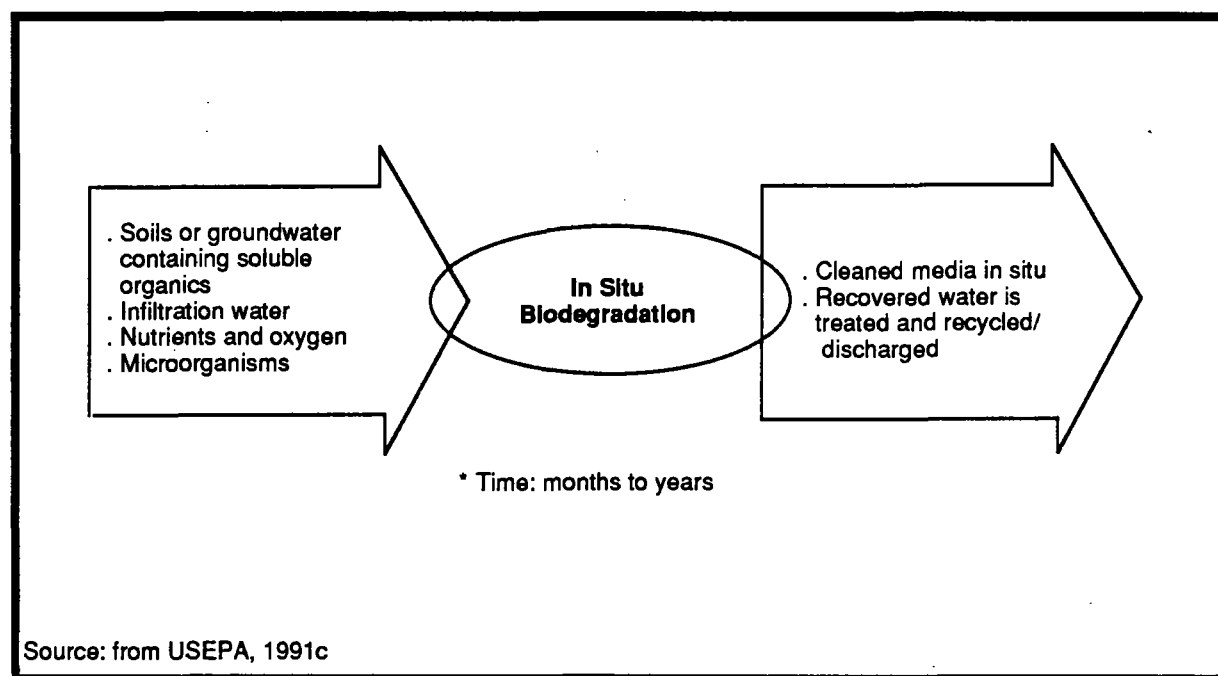 . Soils or groundwater
containing soluble
organics
. Infiltration water
. Nutrients and oxygen
. Microorganisms
In Situ
Biodegradation
. Cleaned media in situ
. Recovered water is
treated and recycled/
discharged
* Time: months to years
Source: from USEPA, 1991c